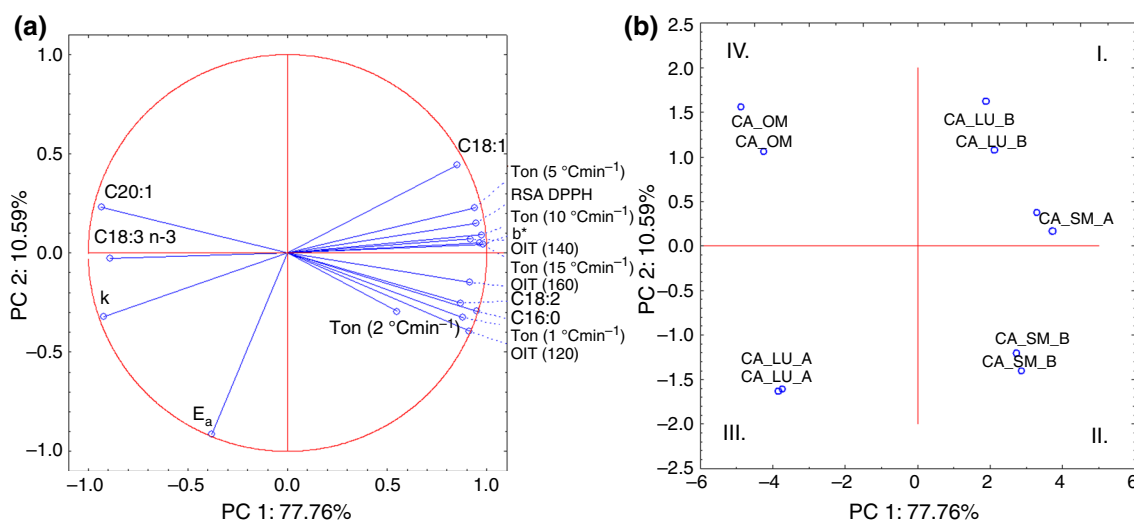 (a)
PC 2: 10.59%
1.0
0.5
0.0
−0.5
−1.0
−1.0
−0.5
0.0
0.5
1.0
PC 1: 77.76%
C18:1
C20:1
C18:3 n-3
k
E_a
Ton (2 °Cmin⁻¹)
Ton (5 °Cmin⁻¹)
RSA DPPH
Ton (10 °Cmin⁻¹)
b*
OIT (140)
Ton (15 °Cmin⁻¹)
OIT (160)
C18:2
C16:0
Ton (1 °Cmin⁻¹)
OIT (120)
(b)
PC 2: 10.59%
2.5
2.0
1.5
1.0
0.5
0.0
−0.5
−1.0
−1.5
−2.0
−2.5
−6
−4
−2
0
2
4
6
PC 1: 77.76%
IV.
I.
CA_OM
CA_OM
CA_LU_B
CA_LU_B
CA_SM_A
CA_SM_B
CA_SM_B
CA_LU_A
CA_LU_A
III.
II.